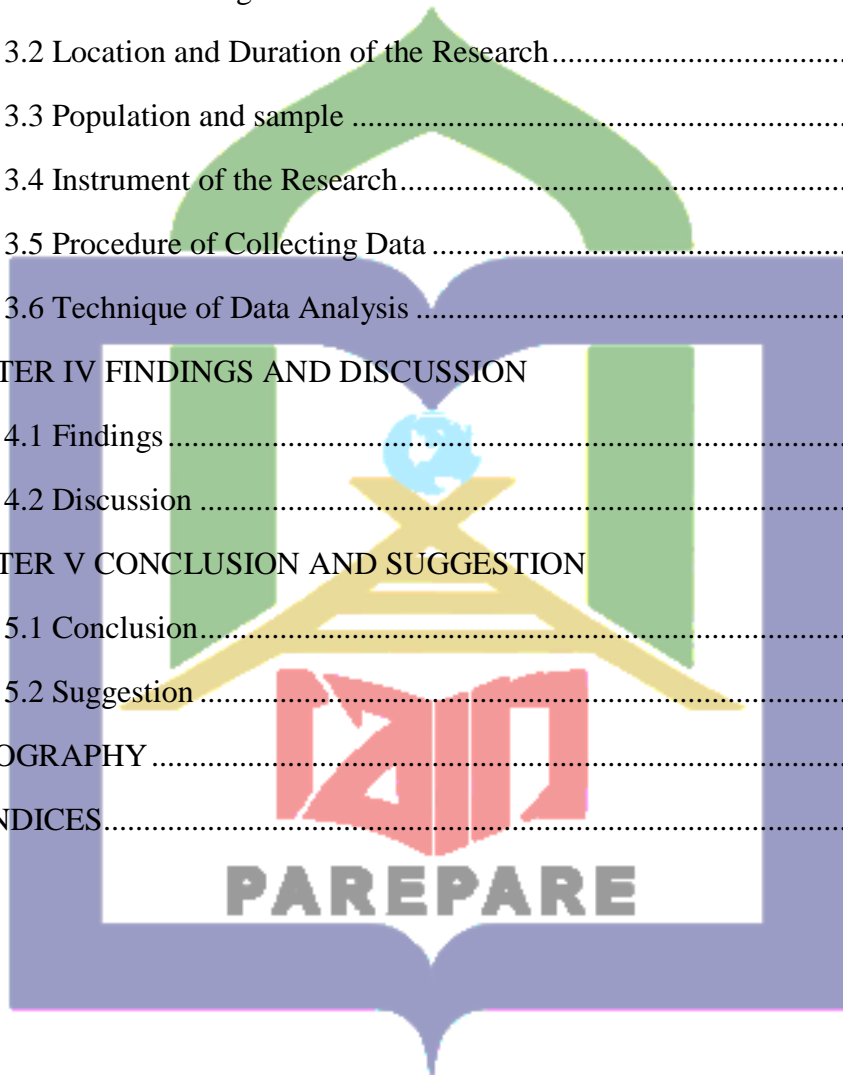 3.2 Location and Duration of the Research..................................
3.3 Population and sample ..................................
3.4 Instrument of the Research..................................
3.5 Procedure of Collecting Data ..................................
3.6 Technique of Data Analysis ..................................
TER IV FINDINGS AND DISCUSSION
4.1 Findings ..................................
4.2 Discussion ..................................
TER V CONCLUSION AND SUGGESTION
5.1 Conclusion..................................
5.2 Suggestion ..................................
OGRAPHY ..................................
NDICES..................................
PAREPARE